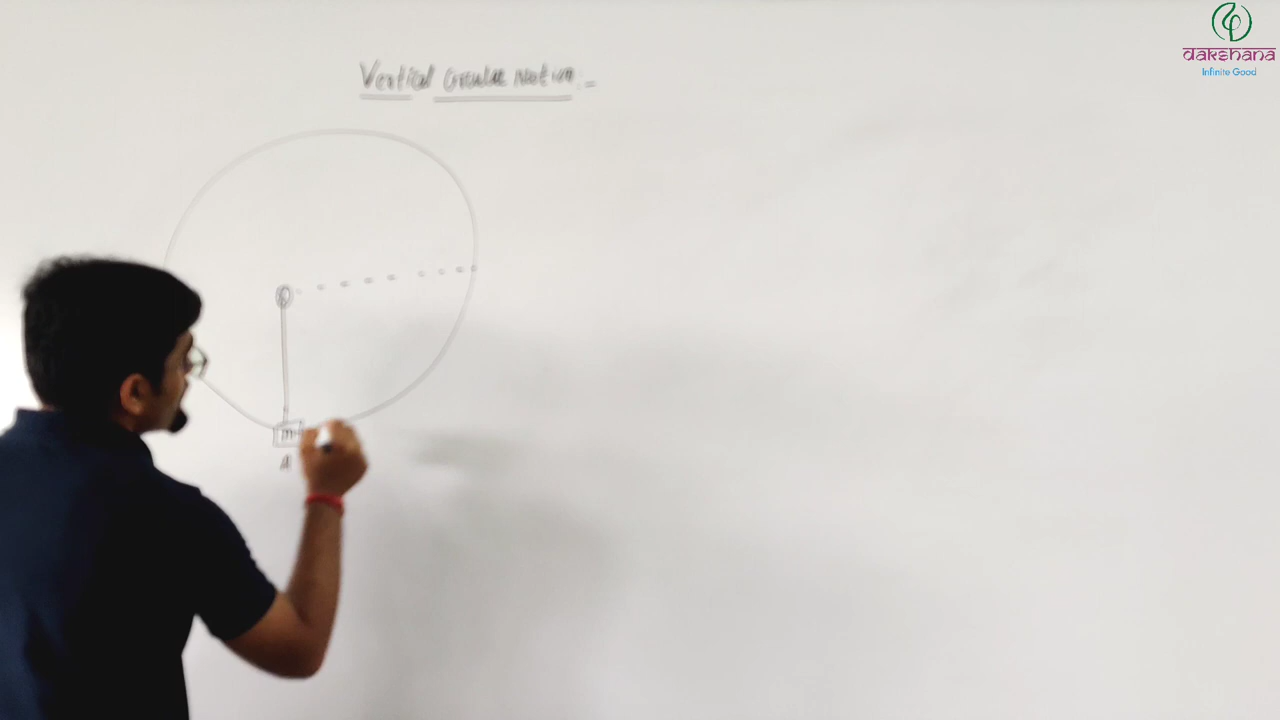 Vertical Circular Motion :-
dakshana
Infinite Good
O
m
A